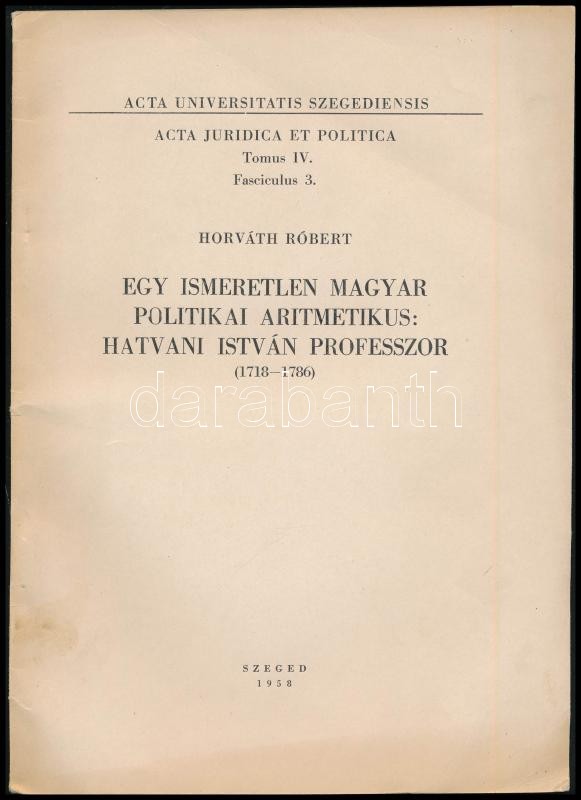 ACTA UNIVERSITATIS SZEGEDIENSIS
ACTA JURIDICA ET POLITICA
Tomus IV.
Fasciculus 3.
HORVÁTH RÓBERT
EGY ISMERETLEN MAGYAR
POLITIKAI ARITMETIKUS:
HATVANI ISTVÁN PROFESSZOR
(1718—1786)
darabanth
SZEGED
1958